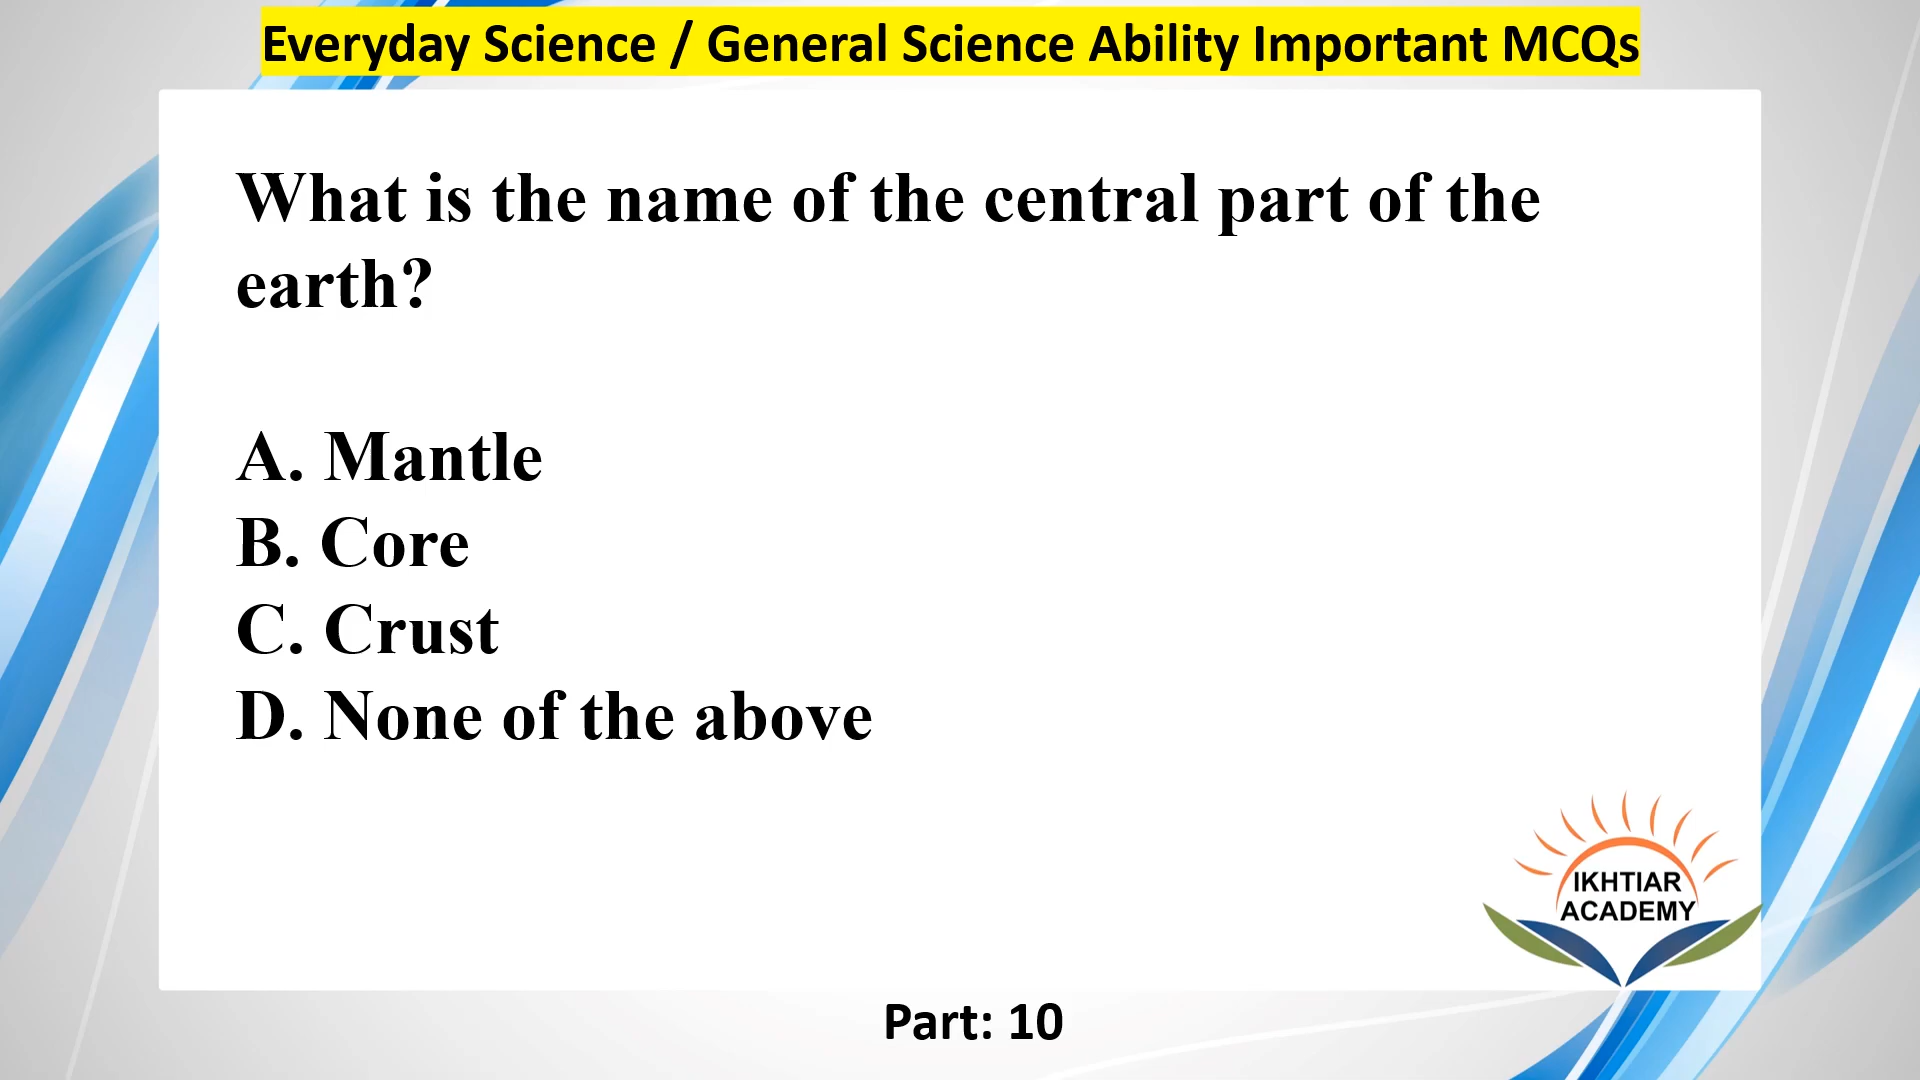 Everyday Science / General Science Ability Important MCQs
What is the name of the central part of the
earth?
A. Mantle
B. Core
C. Crust
D. None of the above
IKHTIAR
ACADEMY
Part: 10